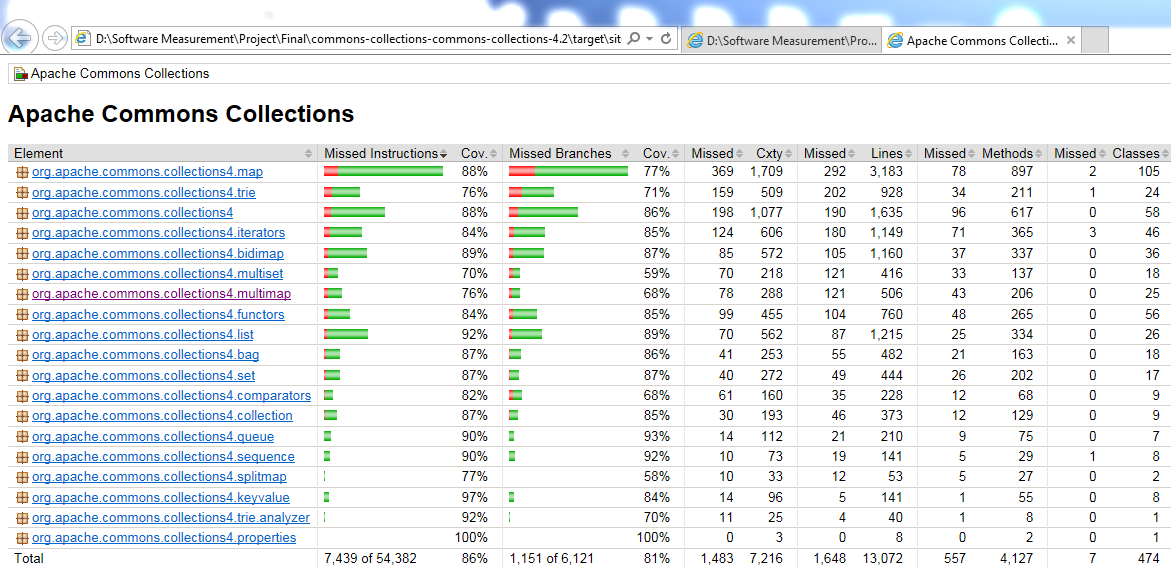 D:\Software Measurement\Project\Final\commons-collections-commons-collections-4.2\target\sit D:\Software Measurement\Pro... Apache Commons Collecti...
Apache Commons Collections
Apache Commons Collections
Element Missed Instructions Cov. Missed Branches Cov. Missed Cxty Missed Lines Missed Methods Missed Classes
org.apache.commons.collections4.map 88% 77% 369 1,709 292 3,183 78 897 2 105
org.apache.commons.collections4.trie 76% 71% 159 509 202 928 34 211 1 24
org.apache.commons.collections4 88% 86% 198 1,077 190 1,635 96 617 0 58
org.apache.commons.collections4.iterators 84% 85% 124 606 180 1,149 71 365 3 46
org.apache.commons.collections4.bidimap 89% 87% 85 572 105 1,160 37 337 0 36
org.apache.commons.collections4.multiset 70% 59% 70 218 121 416 33 137 0 18
org.apache.commons.collections4.multimap 76% 68% 78 288 121 506 43 206 0 25
org.apache.commons.collections4.functors 84% 85% 99 455 104 760 48 265 0 56
org.apache.commons.collections4.list 92% 89% 70 562 87 1,215 25 334 0 26
org.apache.commons.collections4.bag 87% 86% 41 253 55 482 21 163 0 18
org.apache.commons.collections4.set 87% 87% 40 272 49 444 26 202 0 17
org.apache.commons.collections4.comparators 82% 68% 61 160 35 228 12 68 0 9
org.apache.commons.collections4.collection 87% 85% 30 193 46 373 12 129 0 9
org.apache.commons.collections4.queue 90% 93% 14 112 21 210 9 75 0 7
org.apache.commons.collections4.sequence 90% 92% 10 73 19 141 5 29 1 8
org.apache.commons.collections4.splitmap 77% 58% 10 33 12 53 5 27 0 2
org.apache.commons.collections4.keyvalue 97% 84% 14 96 5 141 1 55 0 8
org.apache.commons.collections4.trie.analyzer 92% 70% 11 25 4 40 1 8 0 1
org.apache.commons.collections4.properties 100% 100% 0 3 0 8 0 2 0 1
Total 7,439 of 54,382 86% 1,151 of 6,121 81% 1,483 7,216 1,648 13,072 557 4,127 7 474